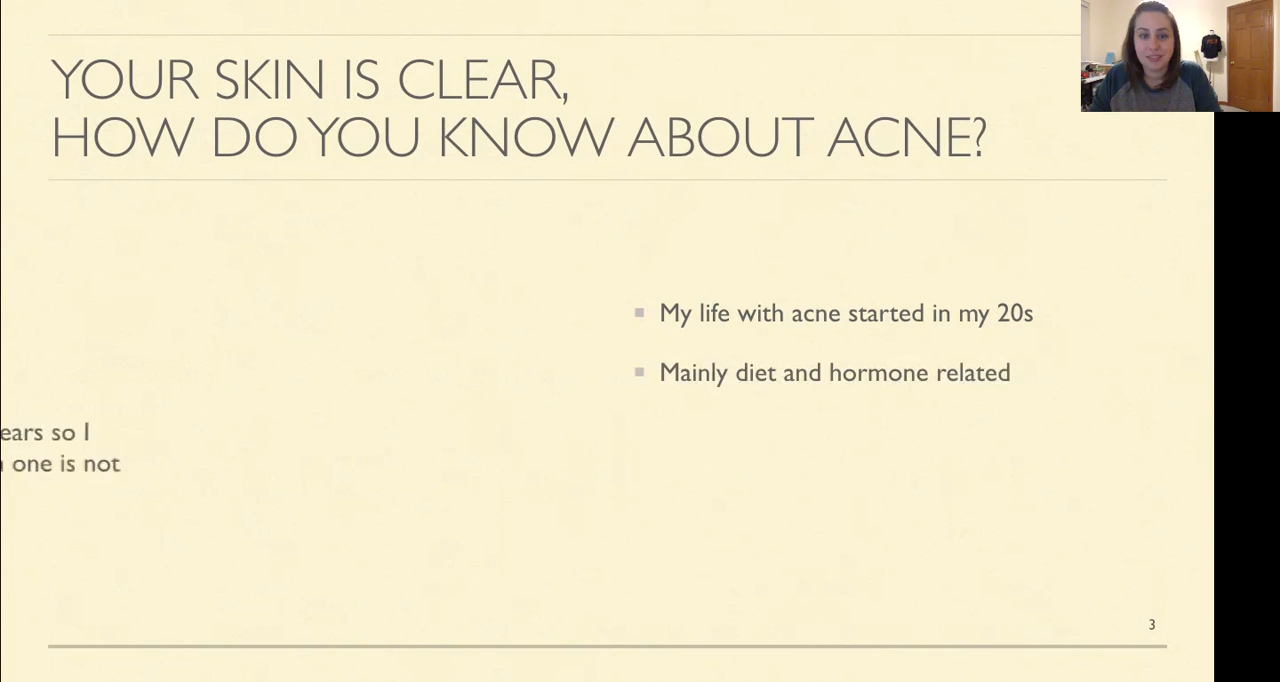 YOUR SKIN IS CLEAR,
HOW DO YOU KNOW ABOUT ACNE?
My life with acne started in my 20s
Mainly diet and hormone related
ears so I
one is not
3